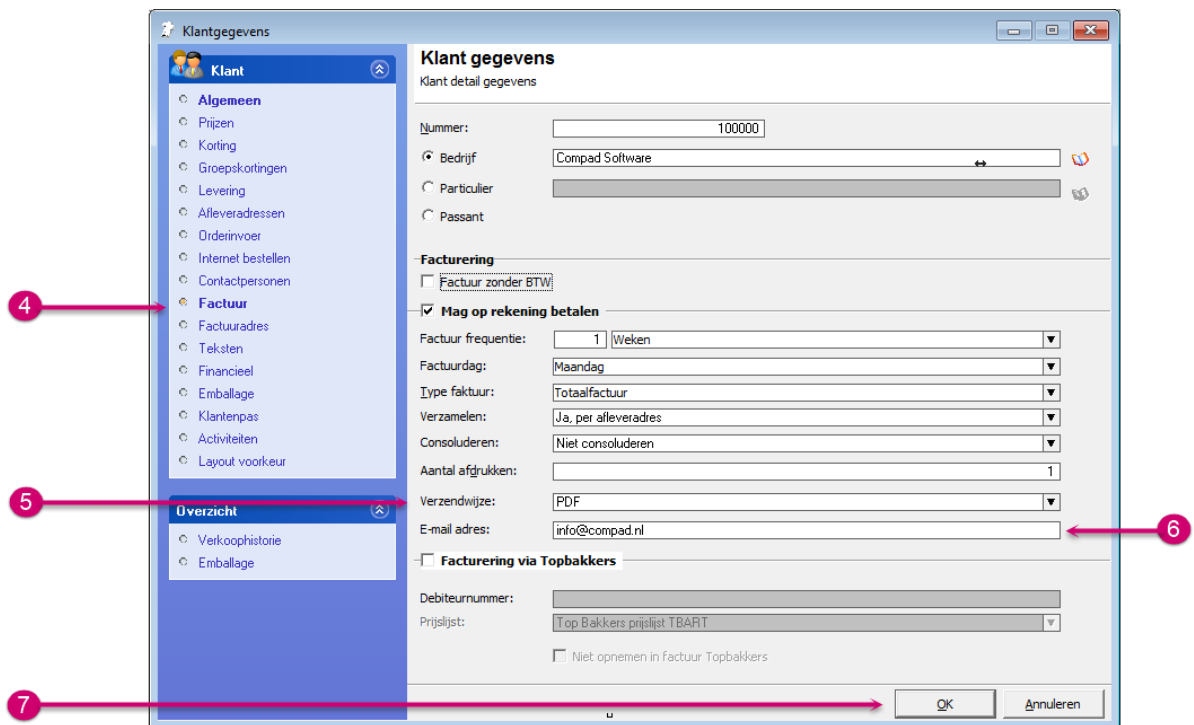 Klantgegevens
Klant
Algemeen
Prijzen
Korting
Groepskortingen
Levering
Afleveradressen
Orderinvoer
Internet bestellen
Contactpersonen
4
Factuur
Factuuradres
Teksten
Financieel
Emballage
Klantenpas
Activiteiten
Layout voorkeur
5
Overzicht
Verkoophistorie
Emballage
Klant gegevens
Klant detail gegevens
Nummer: 100000
Bedrijf Compad Software
Particulier
Passant
Facturering
Factuur zonder BTW
Mag op rekening betalen
Factuur frequentie: 1 Weken
Factuurdag: Maandag
Type faktuur: Totaalfactuur
Verzamelen: Ja, per afleveradres
Consoluderen: Niet consoluderen
Aantal afdrukken: 1
Verzendwijze: PDF
E-mail adres: info@compad.nl
6
Facturering via Topbakkers
Debiteurnummer:
Prijslijst: Top Bakkers prijslijst TBART
Niet opnemen in factuur Topbakkers
7
OK Annuleren